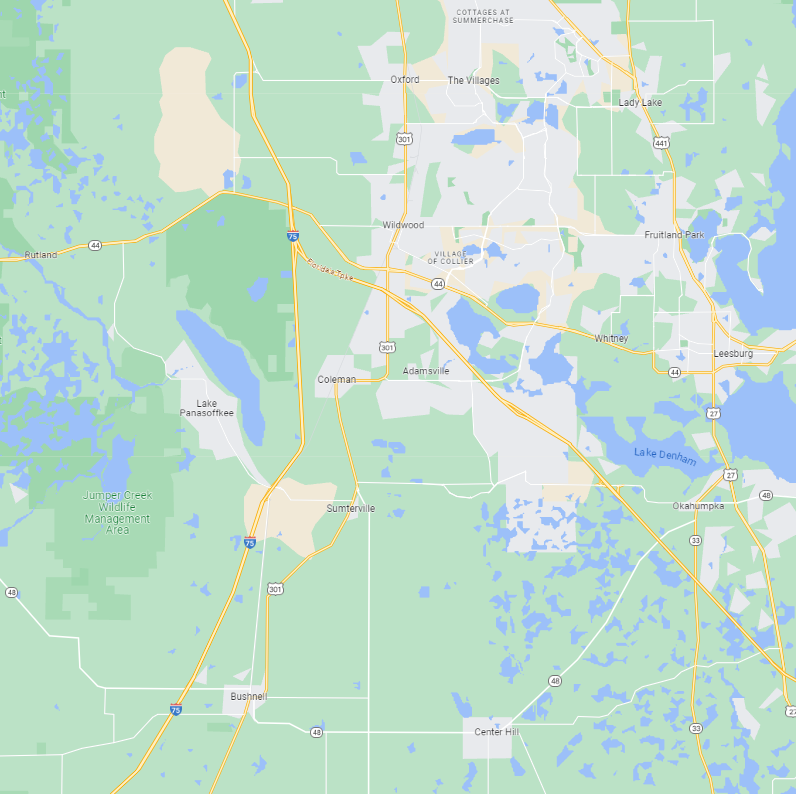 COTTAGES AT
SUMMERCHASE
Oxford
The Villages
Lady Lake
301
441
Wildwood
Fruitland Park
75
44
Rutland
VILLAGE
OF COLLIER
Florida's Tpke
44
Whitney
301
Leesburg
Coleman
Adamsville
44
Lake
Panasoffkee
27
Lake Denham
27
48
Jumper Creek
Wildlife
Management
Area
Sumterville
Okahumpka
75
33
48
301
48
Bushnell
75
27
48
Center Hill
33